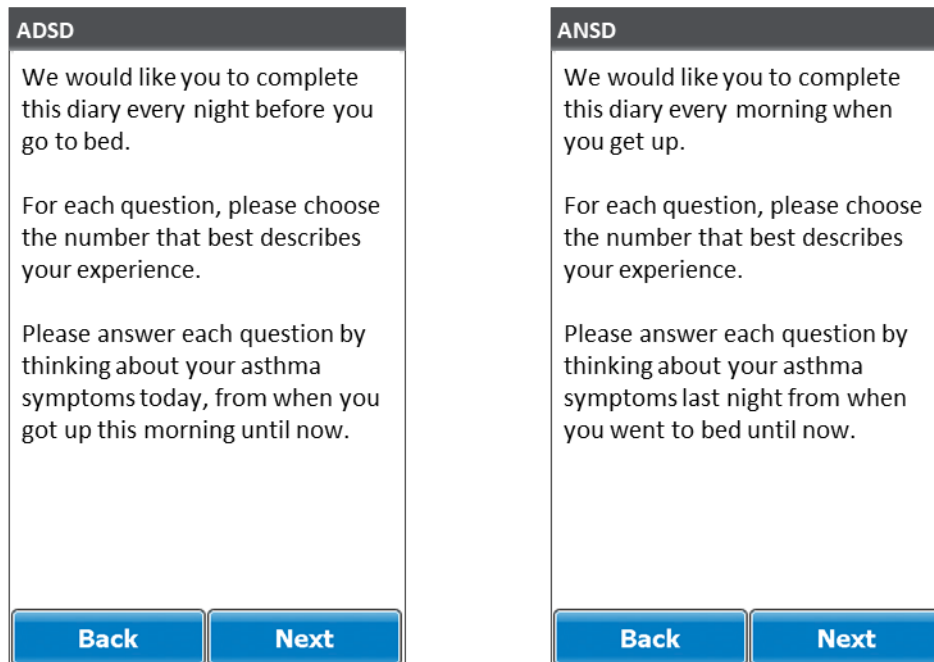 ADSD
We would like you to complete
this diary every night before you
go to bed.
For each question, please choose
the number that best describes
your experience.
Please answer each question by
thinking about your asthma
symptoms today, from when you
got up this morning until now.
Back
Next
ANSD
We would like you to complete
this diary every morning when
you get up.
For each question, please choose
the number that best describes
your experience.
Please answer each question by
thinking about your asthma
symptoms last night from when
you went to bed until now.
Back
Next